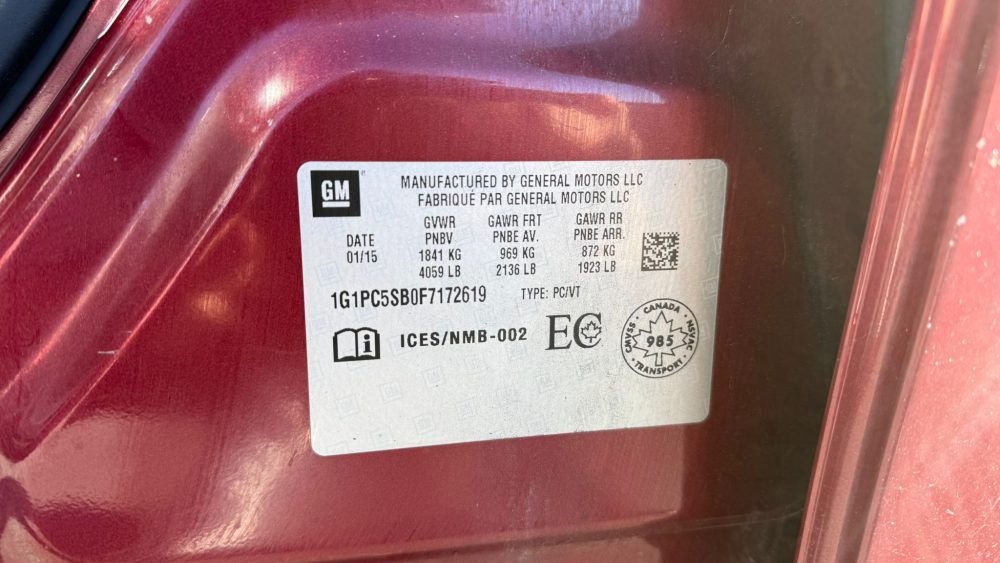 GM
MANUFACTURED BY GENERAL MOTORS LLC
FABRIQUÉ PAR GENERAL MOTORS LLC
GVWR GAWR FRT GAWR RR
DATE PNBV PNBE AV. PNBE ARR.
01/15 1841 KG 969 KG 872 KG
4059 LB 2136 LB 1923 LB
1G1PC5SB0F7172619 TYPE: PC/VT
i ICES/NMB-002 EC
CANADA
CMVSS 985 NSVAC
TRANSPORT